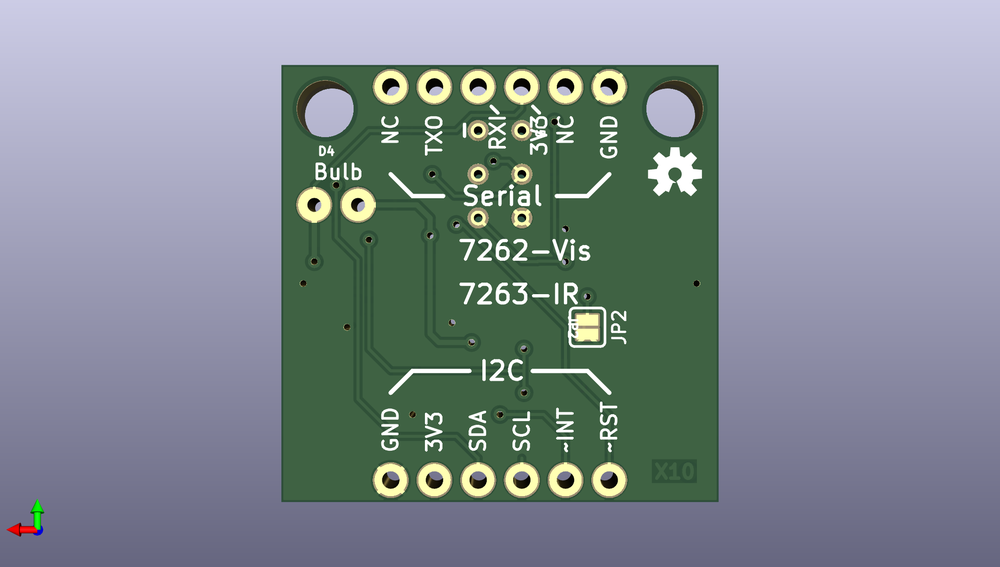 NC TXO RXI 3V3 NC GND
D4
Bulb
Serial
7262-Vis
7263-IR
JP2
I2C
GND 3V3 SDA SCL ~INT ~RST
X10